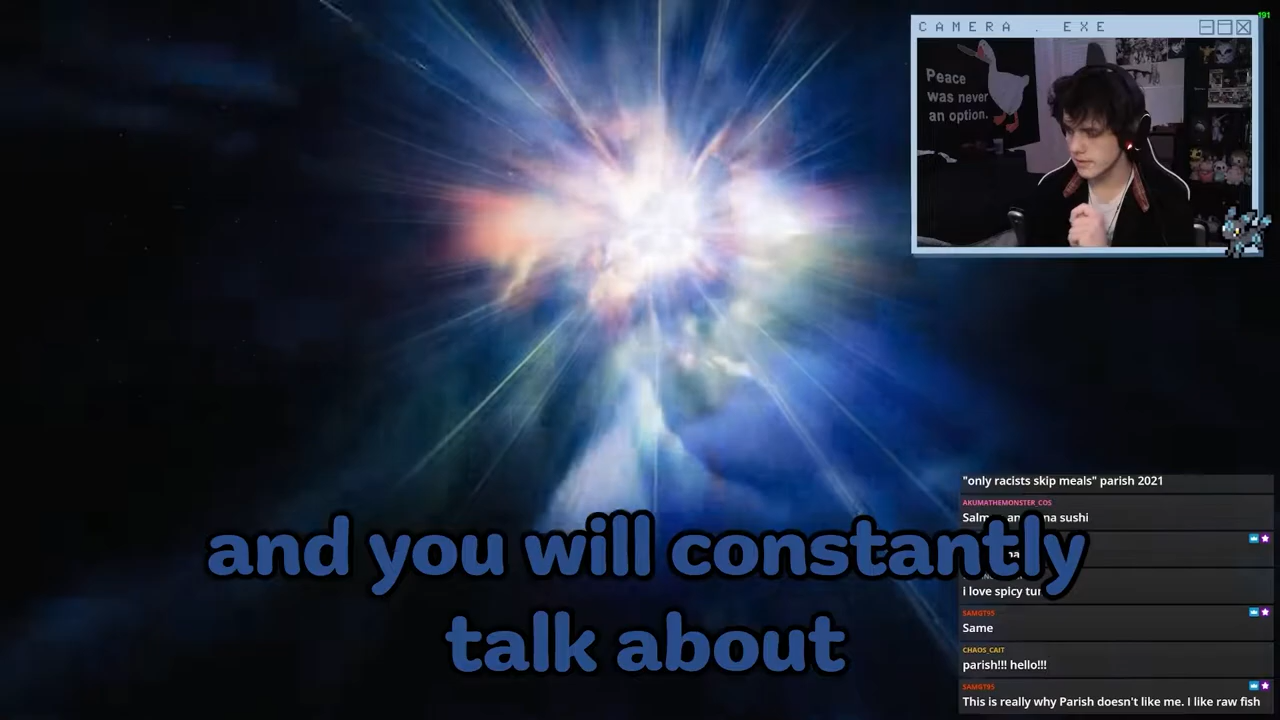 191
CAMERA.EXE
Peace
was never
an option.
"only racists skip meals" parish 2021
AKUMATHEMONSTER_COS
sushi
i love spicy
SAMGT95
Same
CHAOS_CAIT
parish!!! hello!!!
SAMGT95
This is really why Parish doesn't like me. I like raw fish
and you will constantly
talk about